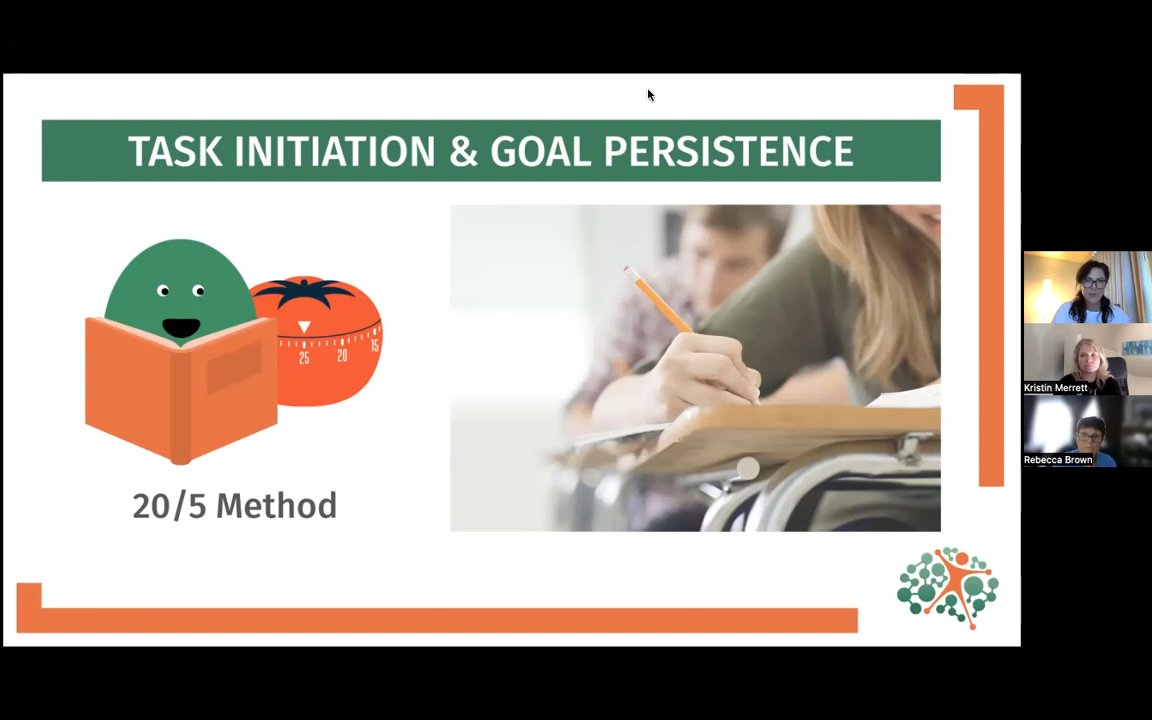 TASK INITIATION & GOAL PERSISTENCE
25 20 15
20/5 Method
Kristin Merrett
Rebecca Brown